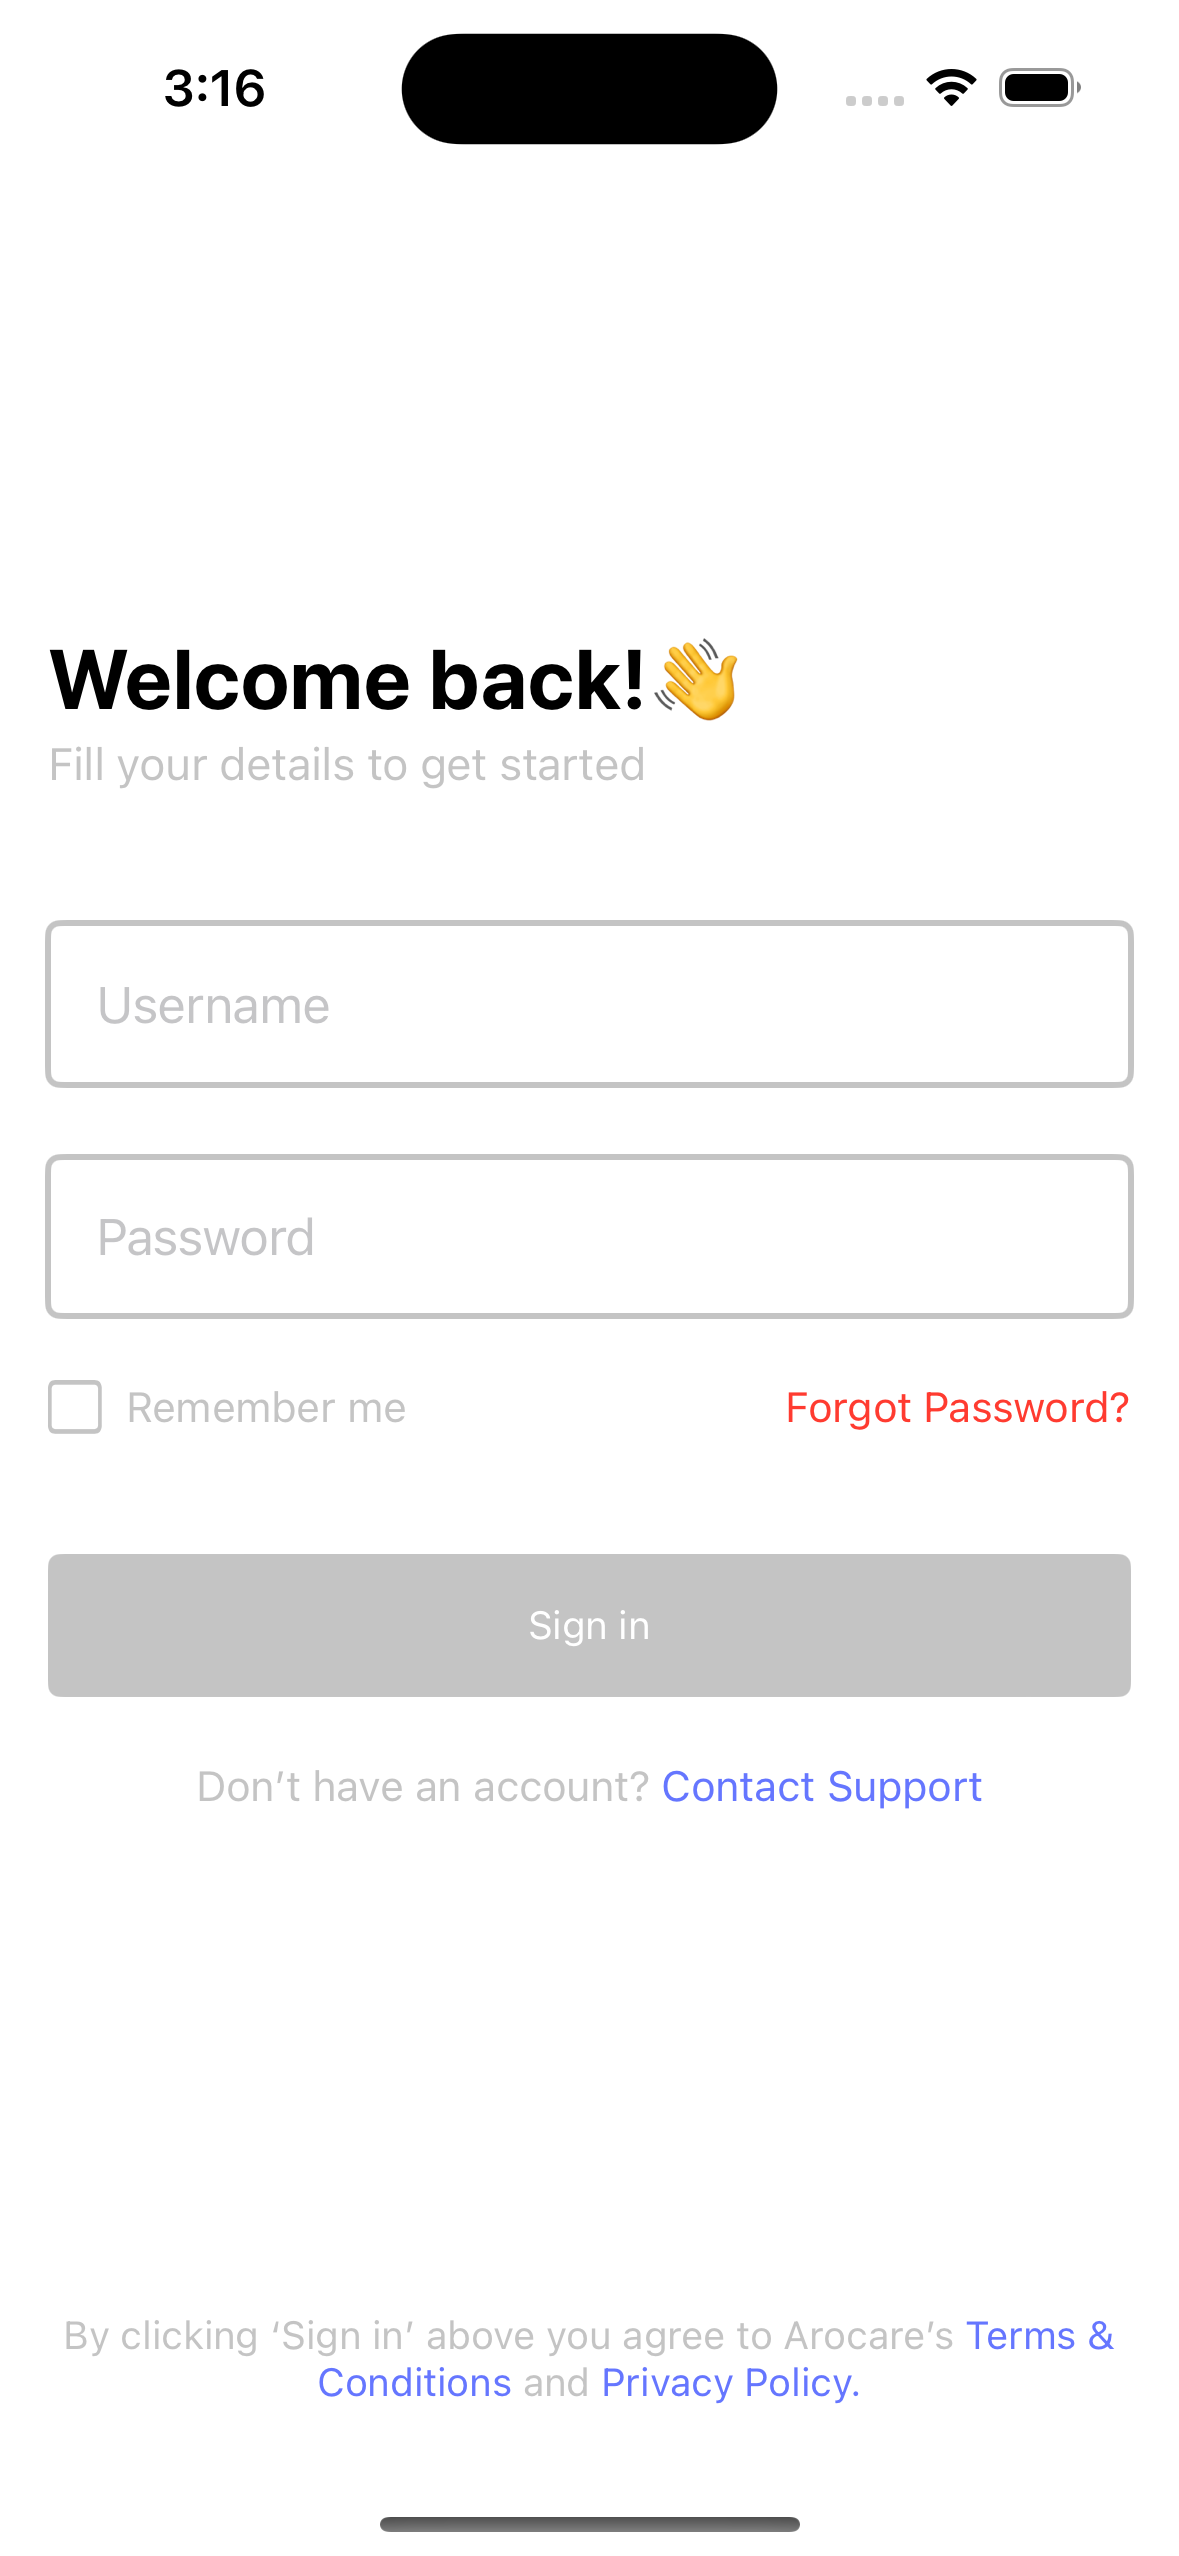 3:16
Welcome back!👋
Fill your details to get started
Username
Password
Remember me
Forgot Password?
Sign in
Don’t have an account? Contact Support
By clicking ‘Sign in’ above you agree to Arocare’s Terms &
Conditions and Privacy Policy.